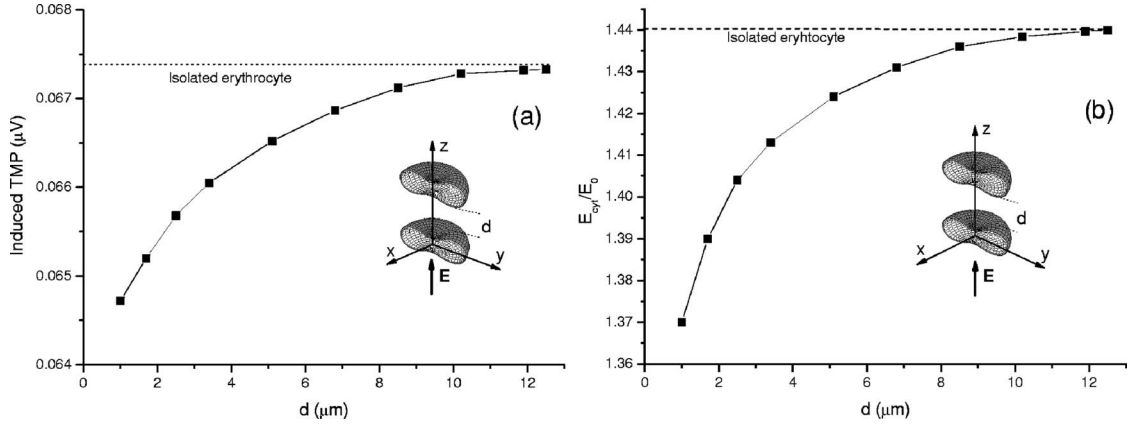 0.068
0.067
0.066
0.065
0.064
Induced TMP (μV)
Isolated erythrocyte
(a)
z
d
x
y
E
0 2 4 6 8 10 12
d (μm)
1.44
1.43
1.42
1.41
1.40
1.39
1.38
1.37
1.36
E_cyt/E_0
Isolated eryhtocyte
(b)
z
d
x
y
E
0 2 4 6 8 10 12
d (μm)